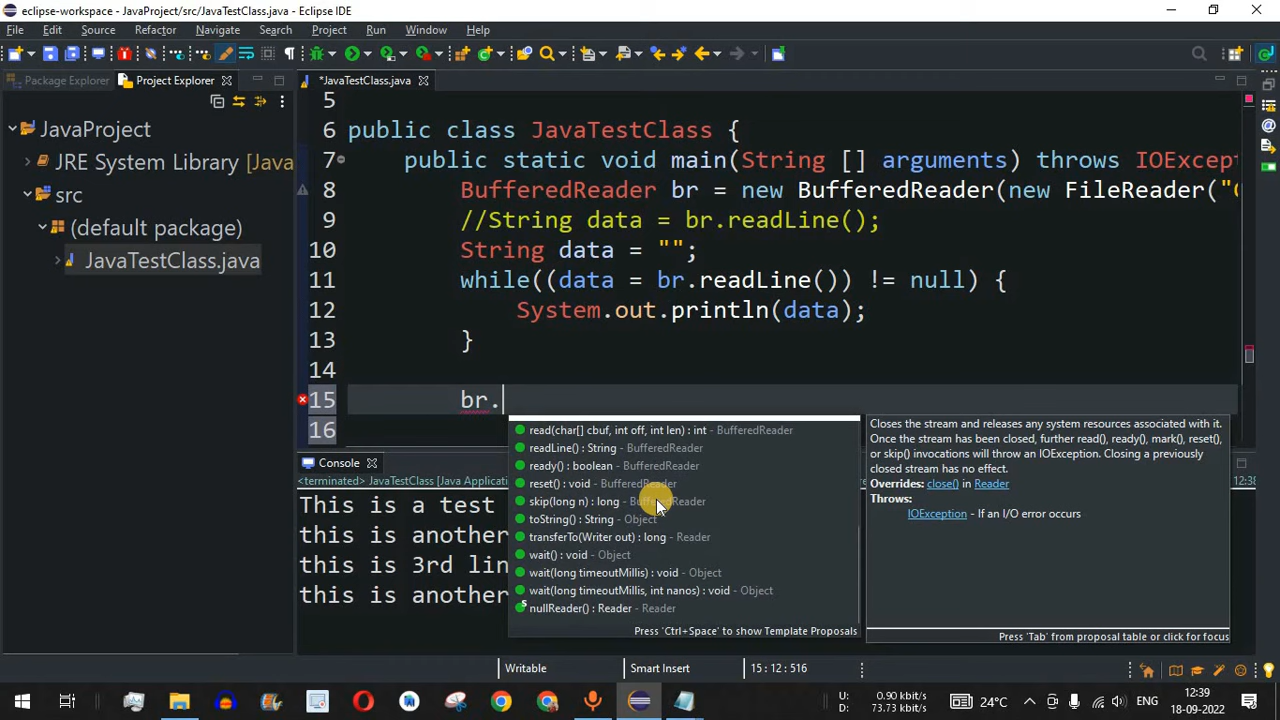 eclipse-workspace - JavaProject/src/JavaTestClass.java - Eclipse IDE
File Edit Source Refactor Navigate Search Project Run Window Help
Package Explorer Project Explorer
*JavaTestClass.java
JavaProject
JRE System Library [Java
src
(default package)
JavaTestClass.java
5
6 public class JavaTestClass {
7 public static void main(String [] arguments) throws IOExcept
8 BufferedReader br = new BufferedReader(new FileReader("
9 //String data = br.readLine();
10 String data = "";
11 while((data = br.readLine()) != null) {
12 System.out.println(data);
13 }
14
15 br.
16
read(char[] cbuf, int off, int len) : int - BufferedReader
readLine() : String - BufferedReader
ready() : boolean - BufferedReader
reset() : void - BufferedReader
skip(long n) : long - BufferedReader
toString() : String - Object
transferTo(Writer out) : long - Reader
wait() : void - Object
wait(long timeoutMillis) : void - Object
wait(long timeoutMillis, int nanos) : void - Object
nullReader() : Reader - Reader
Press 'Ctrl+Space' to show Template Proposals
Closes the stream and releases any system resources associated with it.
Once the stream has been closed, further read(), ready(), mark(), reset(),
or skip() invocations will throw an IOException. Closing a previously
closed stream has no effect.
Overrides: close() in Reader
Throws:
IOException - If an I/O error occurs
Press 'Tab' from proposal table or click for focus
Console
<terminated> JavaTestClass [Java Applicati
12:38
This is a test
this is another
this is 3rd lin
this is another
Writable Smart Insert 15 : 12 : 516
U: 0.90 kbit/s
D: 73.73 kbit/s
24°C
ENG
12:39
18-09-2022